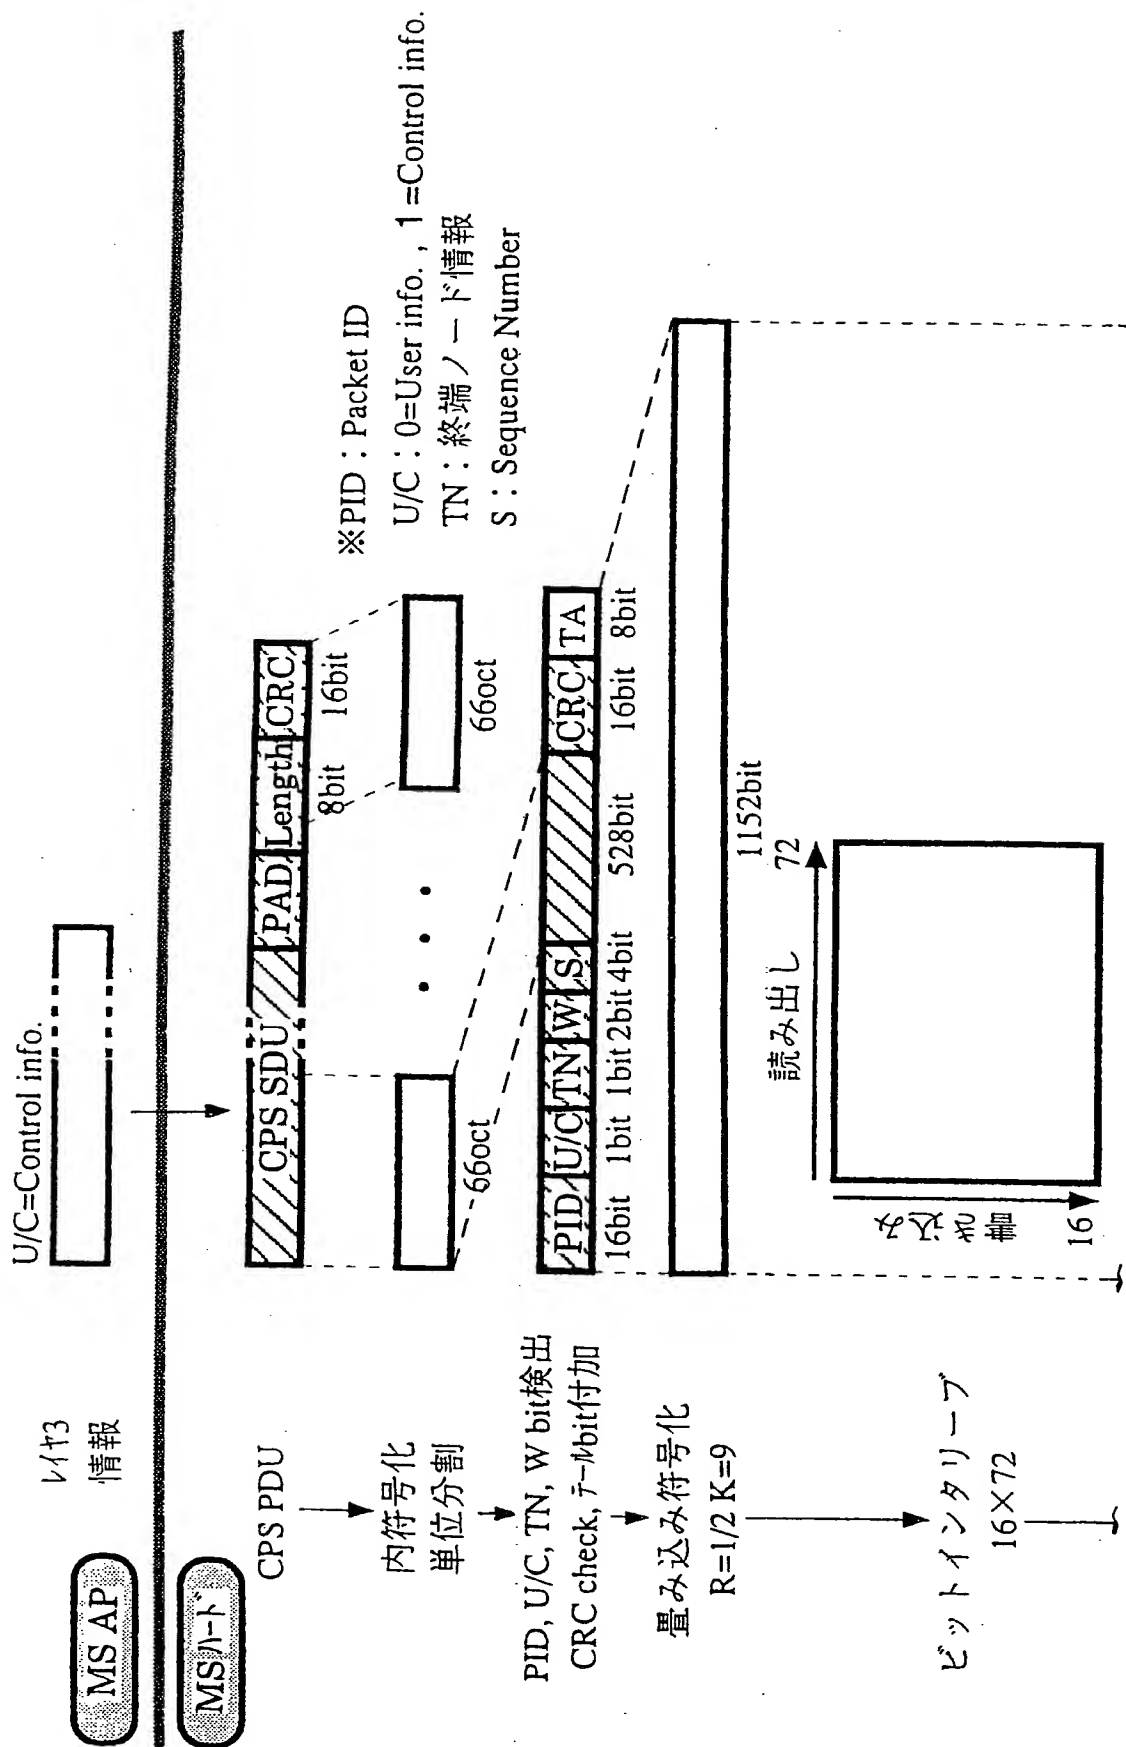 MS AP
レイヤ3
情報
U/C=Control info.
MSハード
CPS PDU
CPS SDU
PAD
Length
CRC
8bit
16bit
※PID：Packet ID
U/C：0=User info. , 1=Control info.
TN：終端ノード情報
S：Sequence Number
内符号化
単位分割
66oct
66oct
PID, U/C, TN, W bit検出
CRC check, テールbit付加
PID
U/C
TN
W
S
CRC
TA
16bit
1bit
1bit
2bit
4bit
528bit
16bit
8bit
畳み込み符号化
R=1/2 K=9
1152bit
ビットインタリーブ
16×72
書き込み
16
読み出し
72